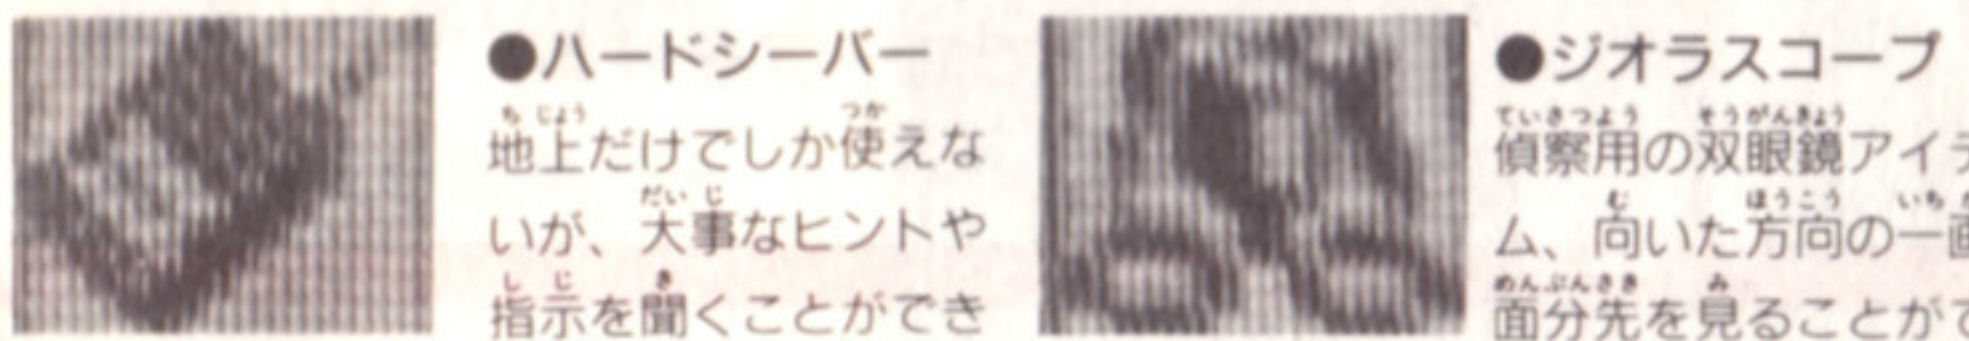 ●ハードシーバー
地上だけでしか使えな
いが、大事なヒントや
指示を聞くことができ
●ジオラスコープ
偵察用の双眼鏡アイテ
ム、向いた方向の一画
面分先を見ることがで